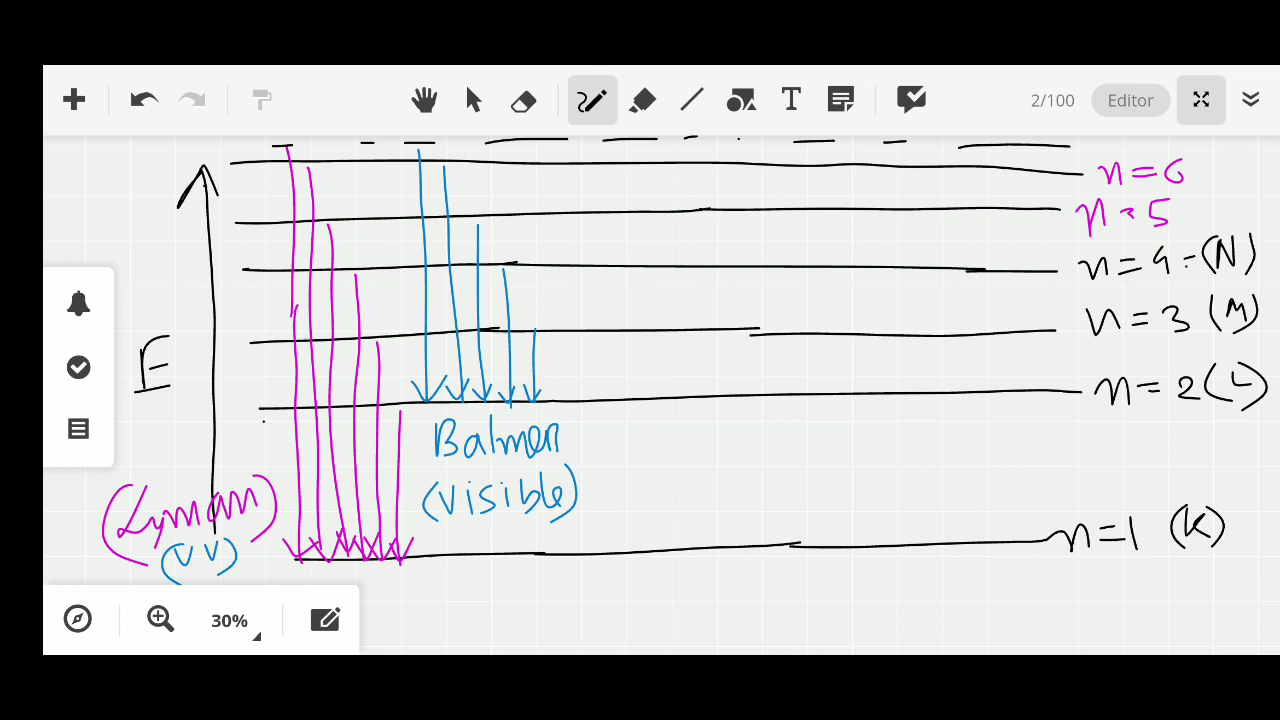 2/100 Editor
n=6
n=5
n=4-(N)
n=3 (M)
E
n=2(L)
Balmer
(visible)
(Lyman)
(UV)
n=1 (K)
30%